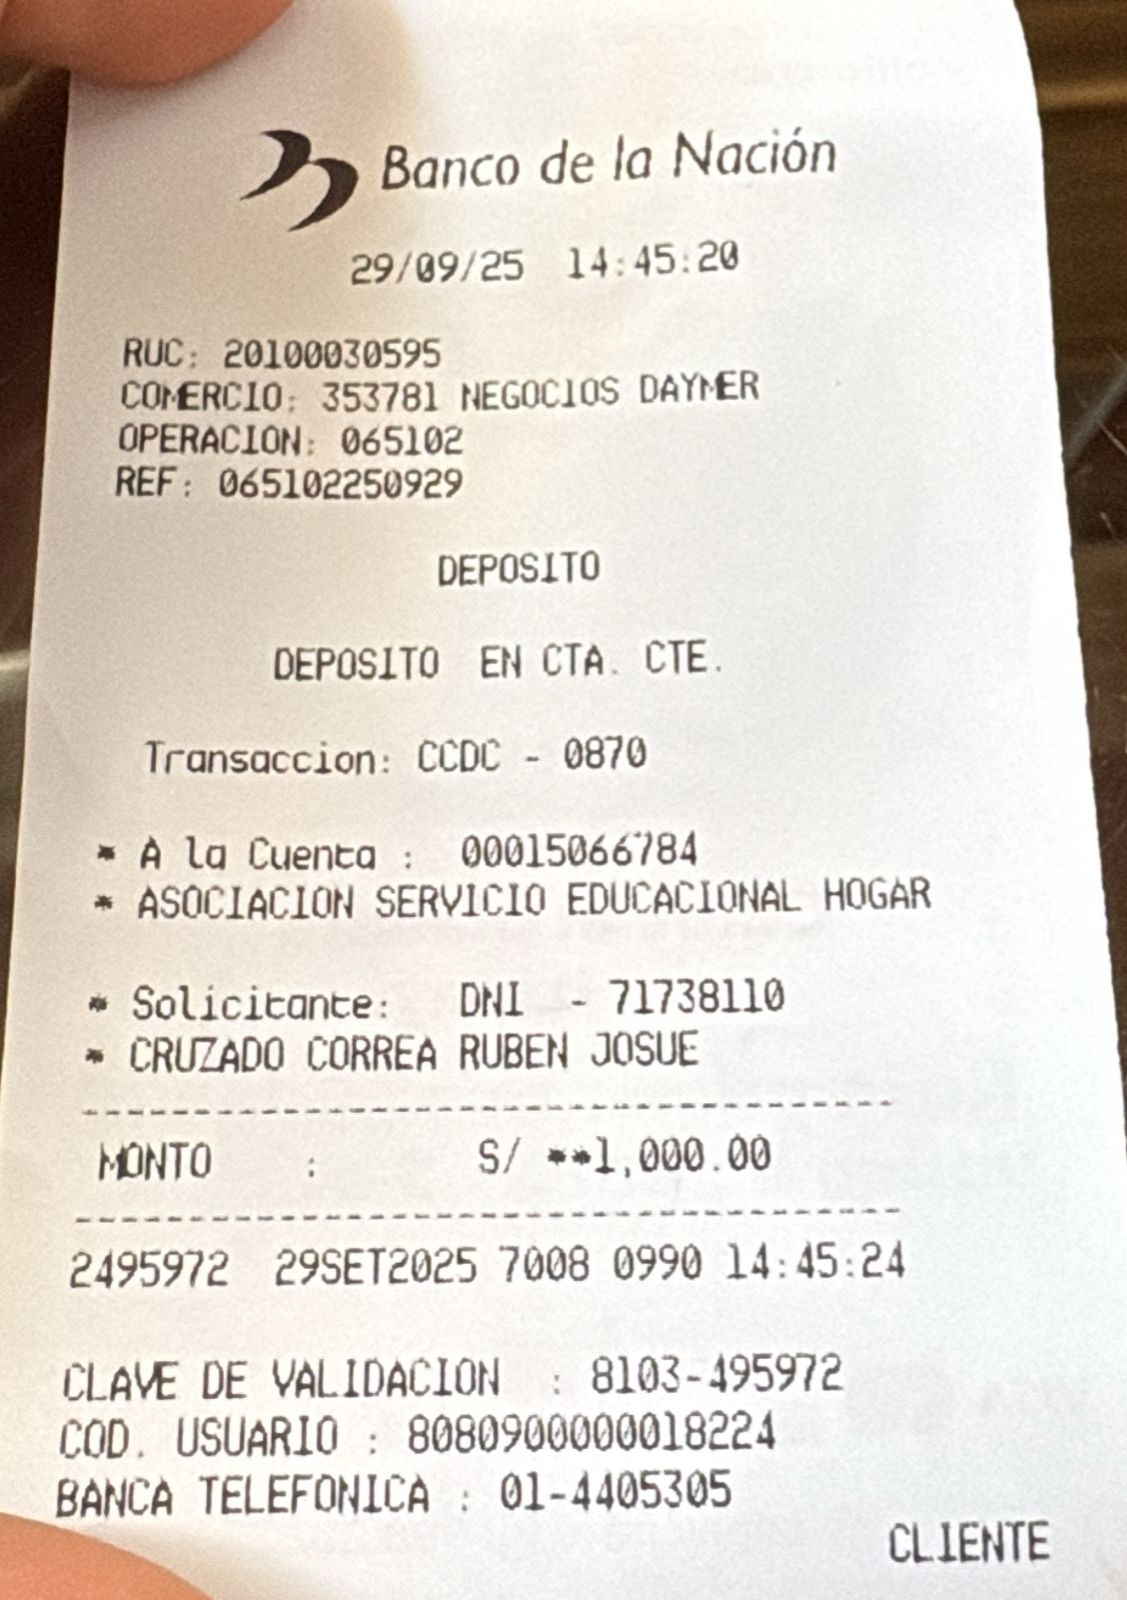 Banco de la Nación
29/09/25 14:45:20
RUC: 20100030595
COMERCIO: 353781 NEGOCIOS DAYMER
OPERACION: 065102
REF: 065102250929
DEPOSITO
DEPOSITO EN CTA. CTE.
Transaccion: CCDC - 0870
* A la Cuenta : 00015066784
* ASOCIACION SERVICIO EDUCACIONAL HOGAR
* Solicitante: DNI - 71738110
* CRUZADO CORREA RUBEN JOSUE
MONTO : S/ **1,000.00
2495972 29SET2025 7008 0990 14:45:24
CLAVE DE VALIDACION : 8103-495972
COD. USUARIO : 8080900000018224
BANCA TELEFONICA : 01-4405305
CLIENTE